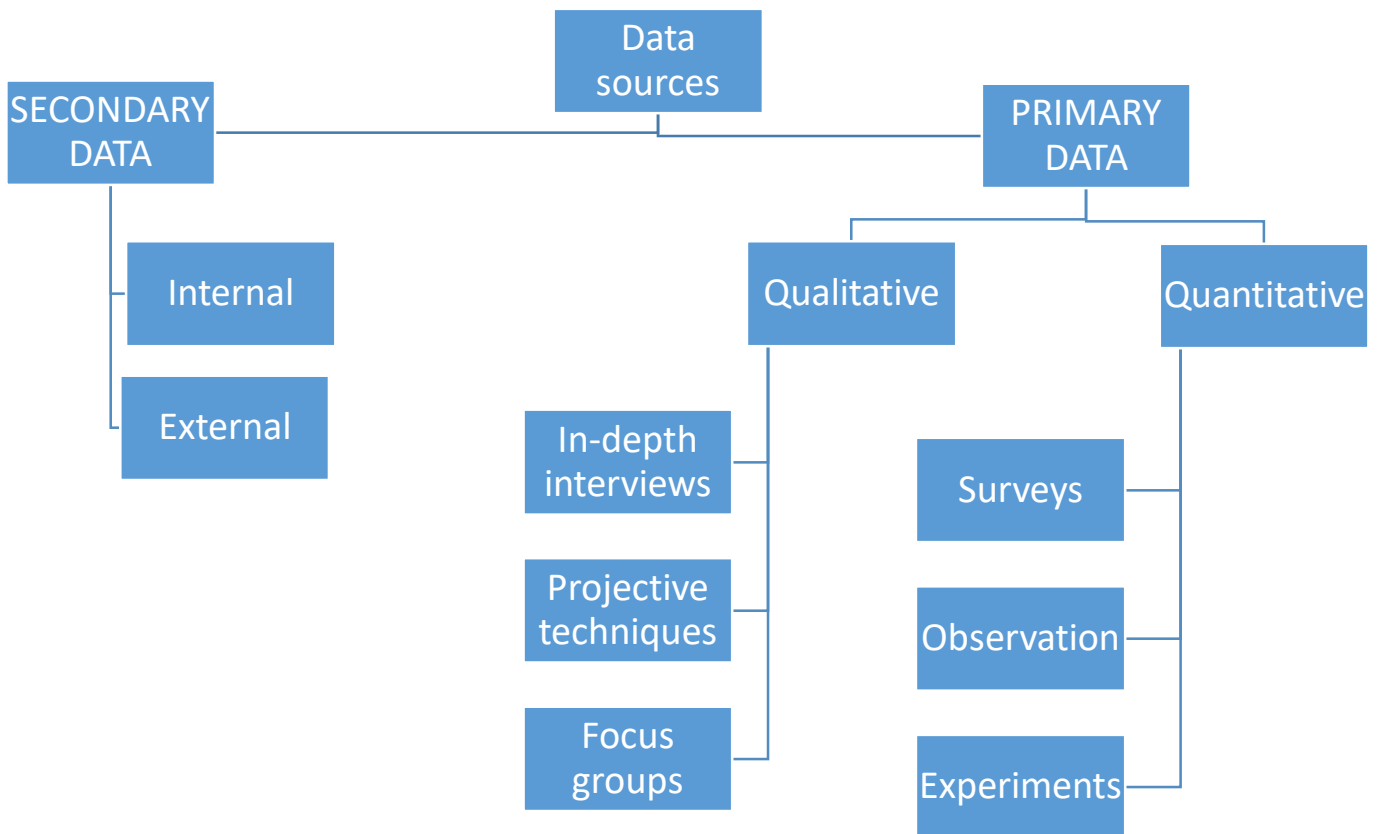 Data
sources
SECONDARY
DATA
PRIMARY
DATA
Internal
External
Qualitative
Quantitative
In-depth
interviews
Projective
techniques
Focus
groups
Surveys
Observation
Experiments